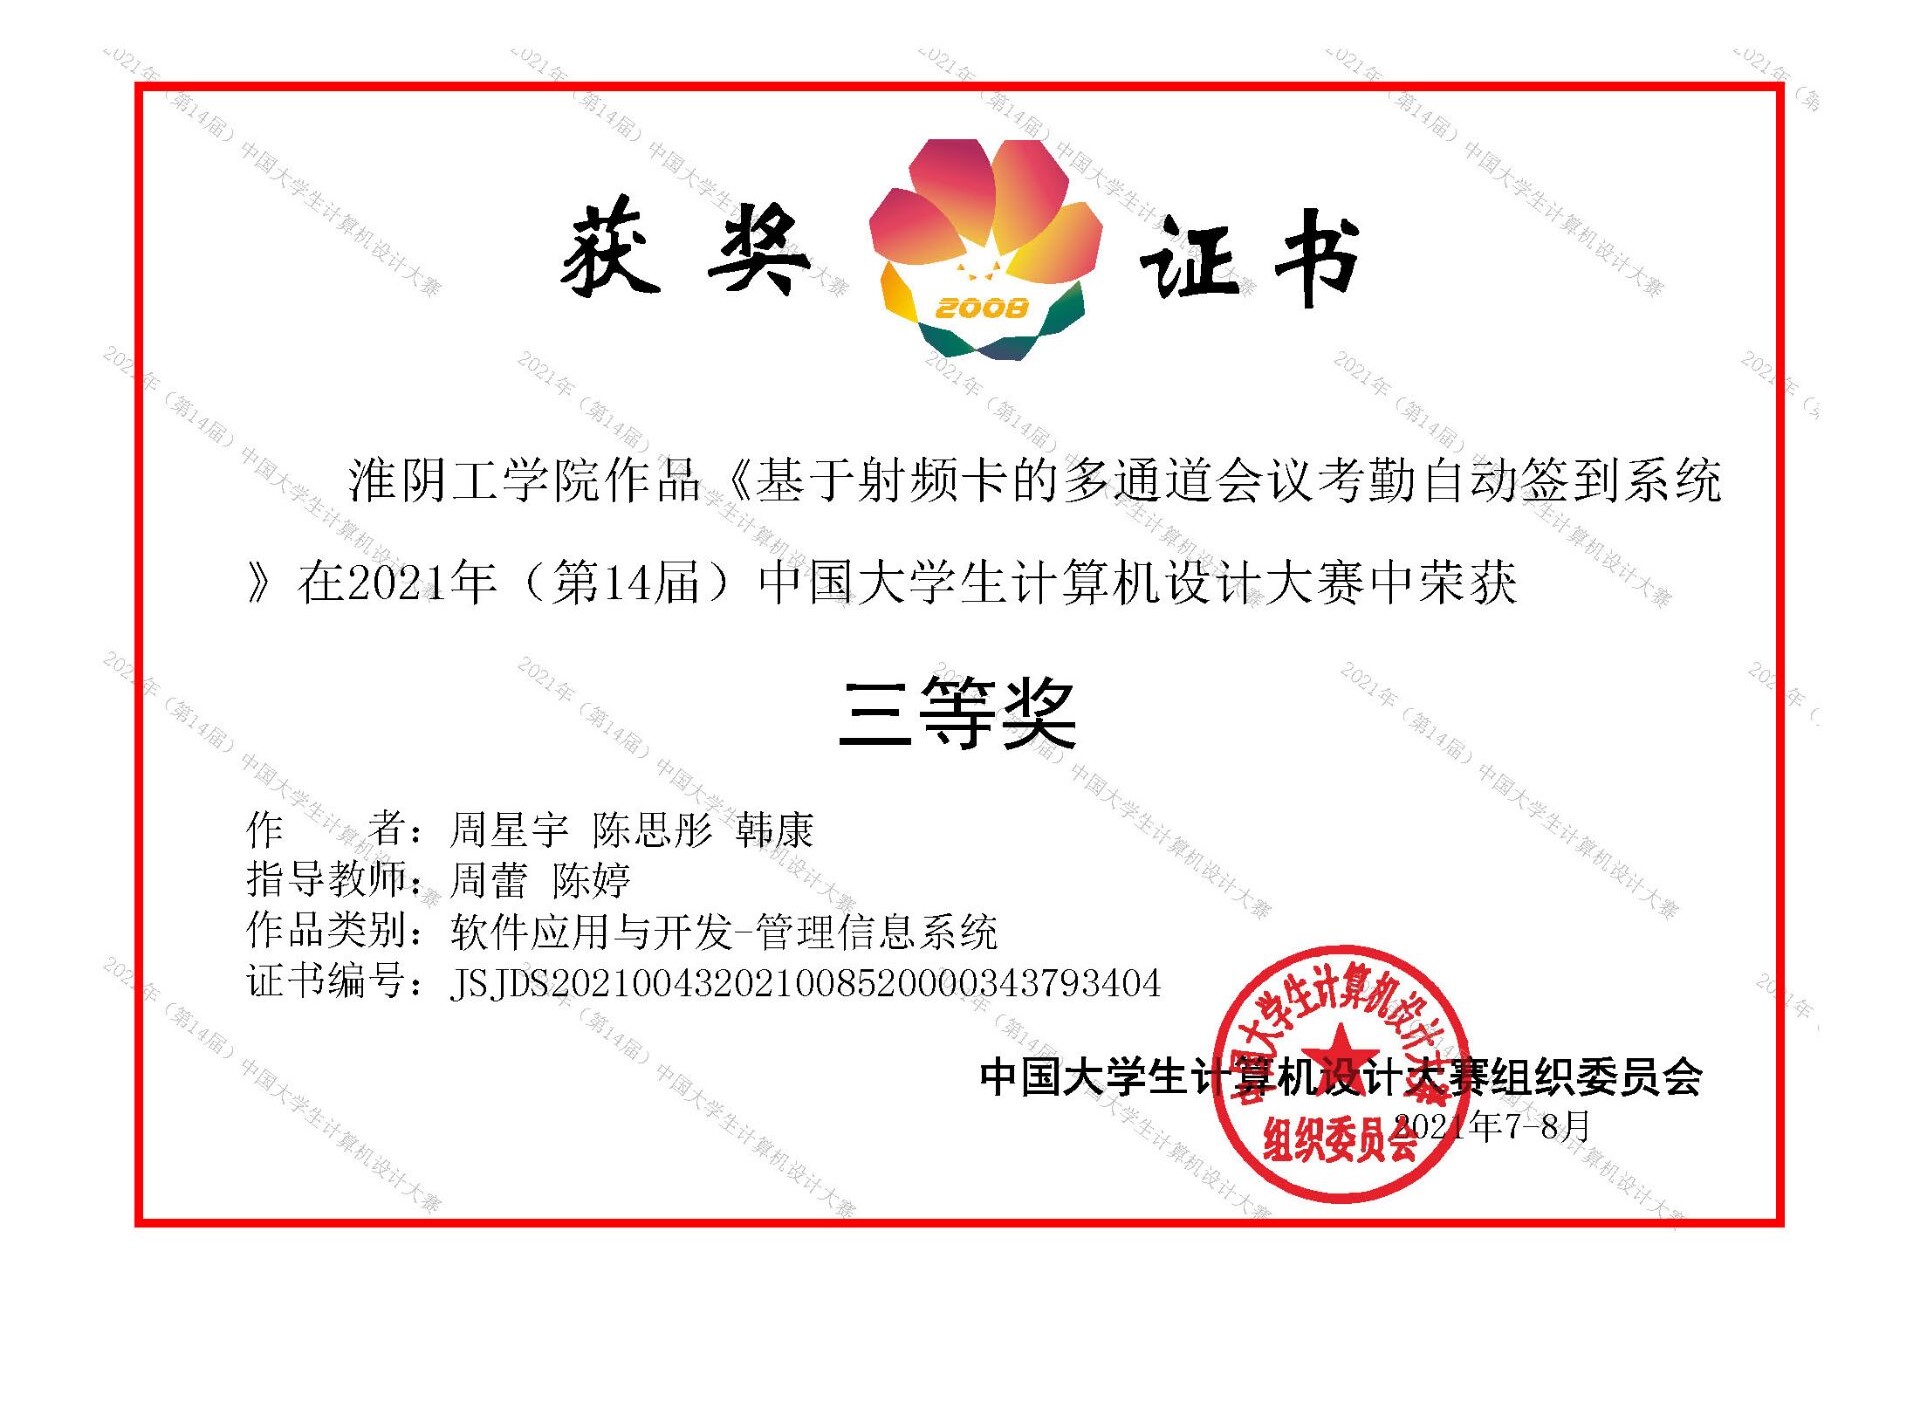 获奖 证书
2008
淮阴工学院作品《基于射频卡的多通道会议考勤自动签到系统
》在2021年（第14届）中国大学生计算机设计大赛中荣获
三等奖
作　　者：周星宇 陈思彤 韩康
指导教师：周蕾 陈婷
作品类别：软件应用与开发-管理信息系统
证书编号：JSJDS20210043202100852000034379​3404
中国大学生计算机设计大赛组织委员会
2021年7-8月
中国大学生计算机设计大赛
组织委员会
2021年（第14届）中国大学生计算机设计大赛